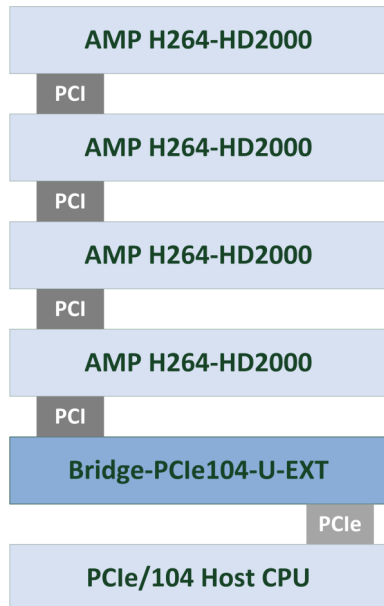 AMP H264-HD2000
PCI
AMP H264-HD2000
PCI
AMP H264-HD2000
PCI
AMP H264-HD2000
PCI
Bridge-PCIe104-U-EXT
PCIe
PCIe/104 Host CPU